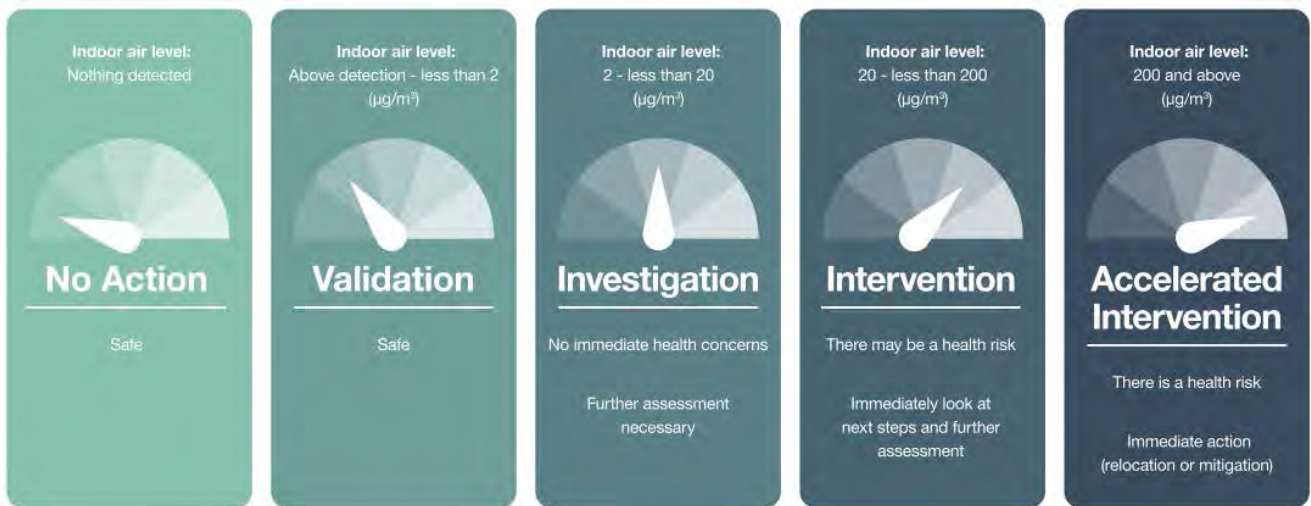 Indoor air level:
Nothing detected
No Action
Safe
Indoor air level:
Above detection - less than 2
(µg/m³)
Validation
Safe
Indoor air level:
2 - less than 20
(µg/m³)
Investigation
No immediate health concerns
Further assessment
necessary
Indoor air level:
20 - less than 200
(µg/m³)
Intervention
There may be a health risk
Immediately look at
next steps and further
assessment
Indoor air level:
200 and above
(µg/m³)
Accelerated
Intervention
There is a health risk
Immediate action
(relocation or mitigation)